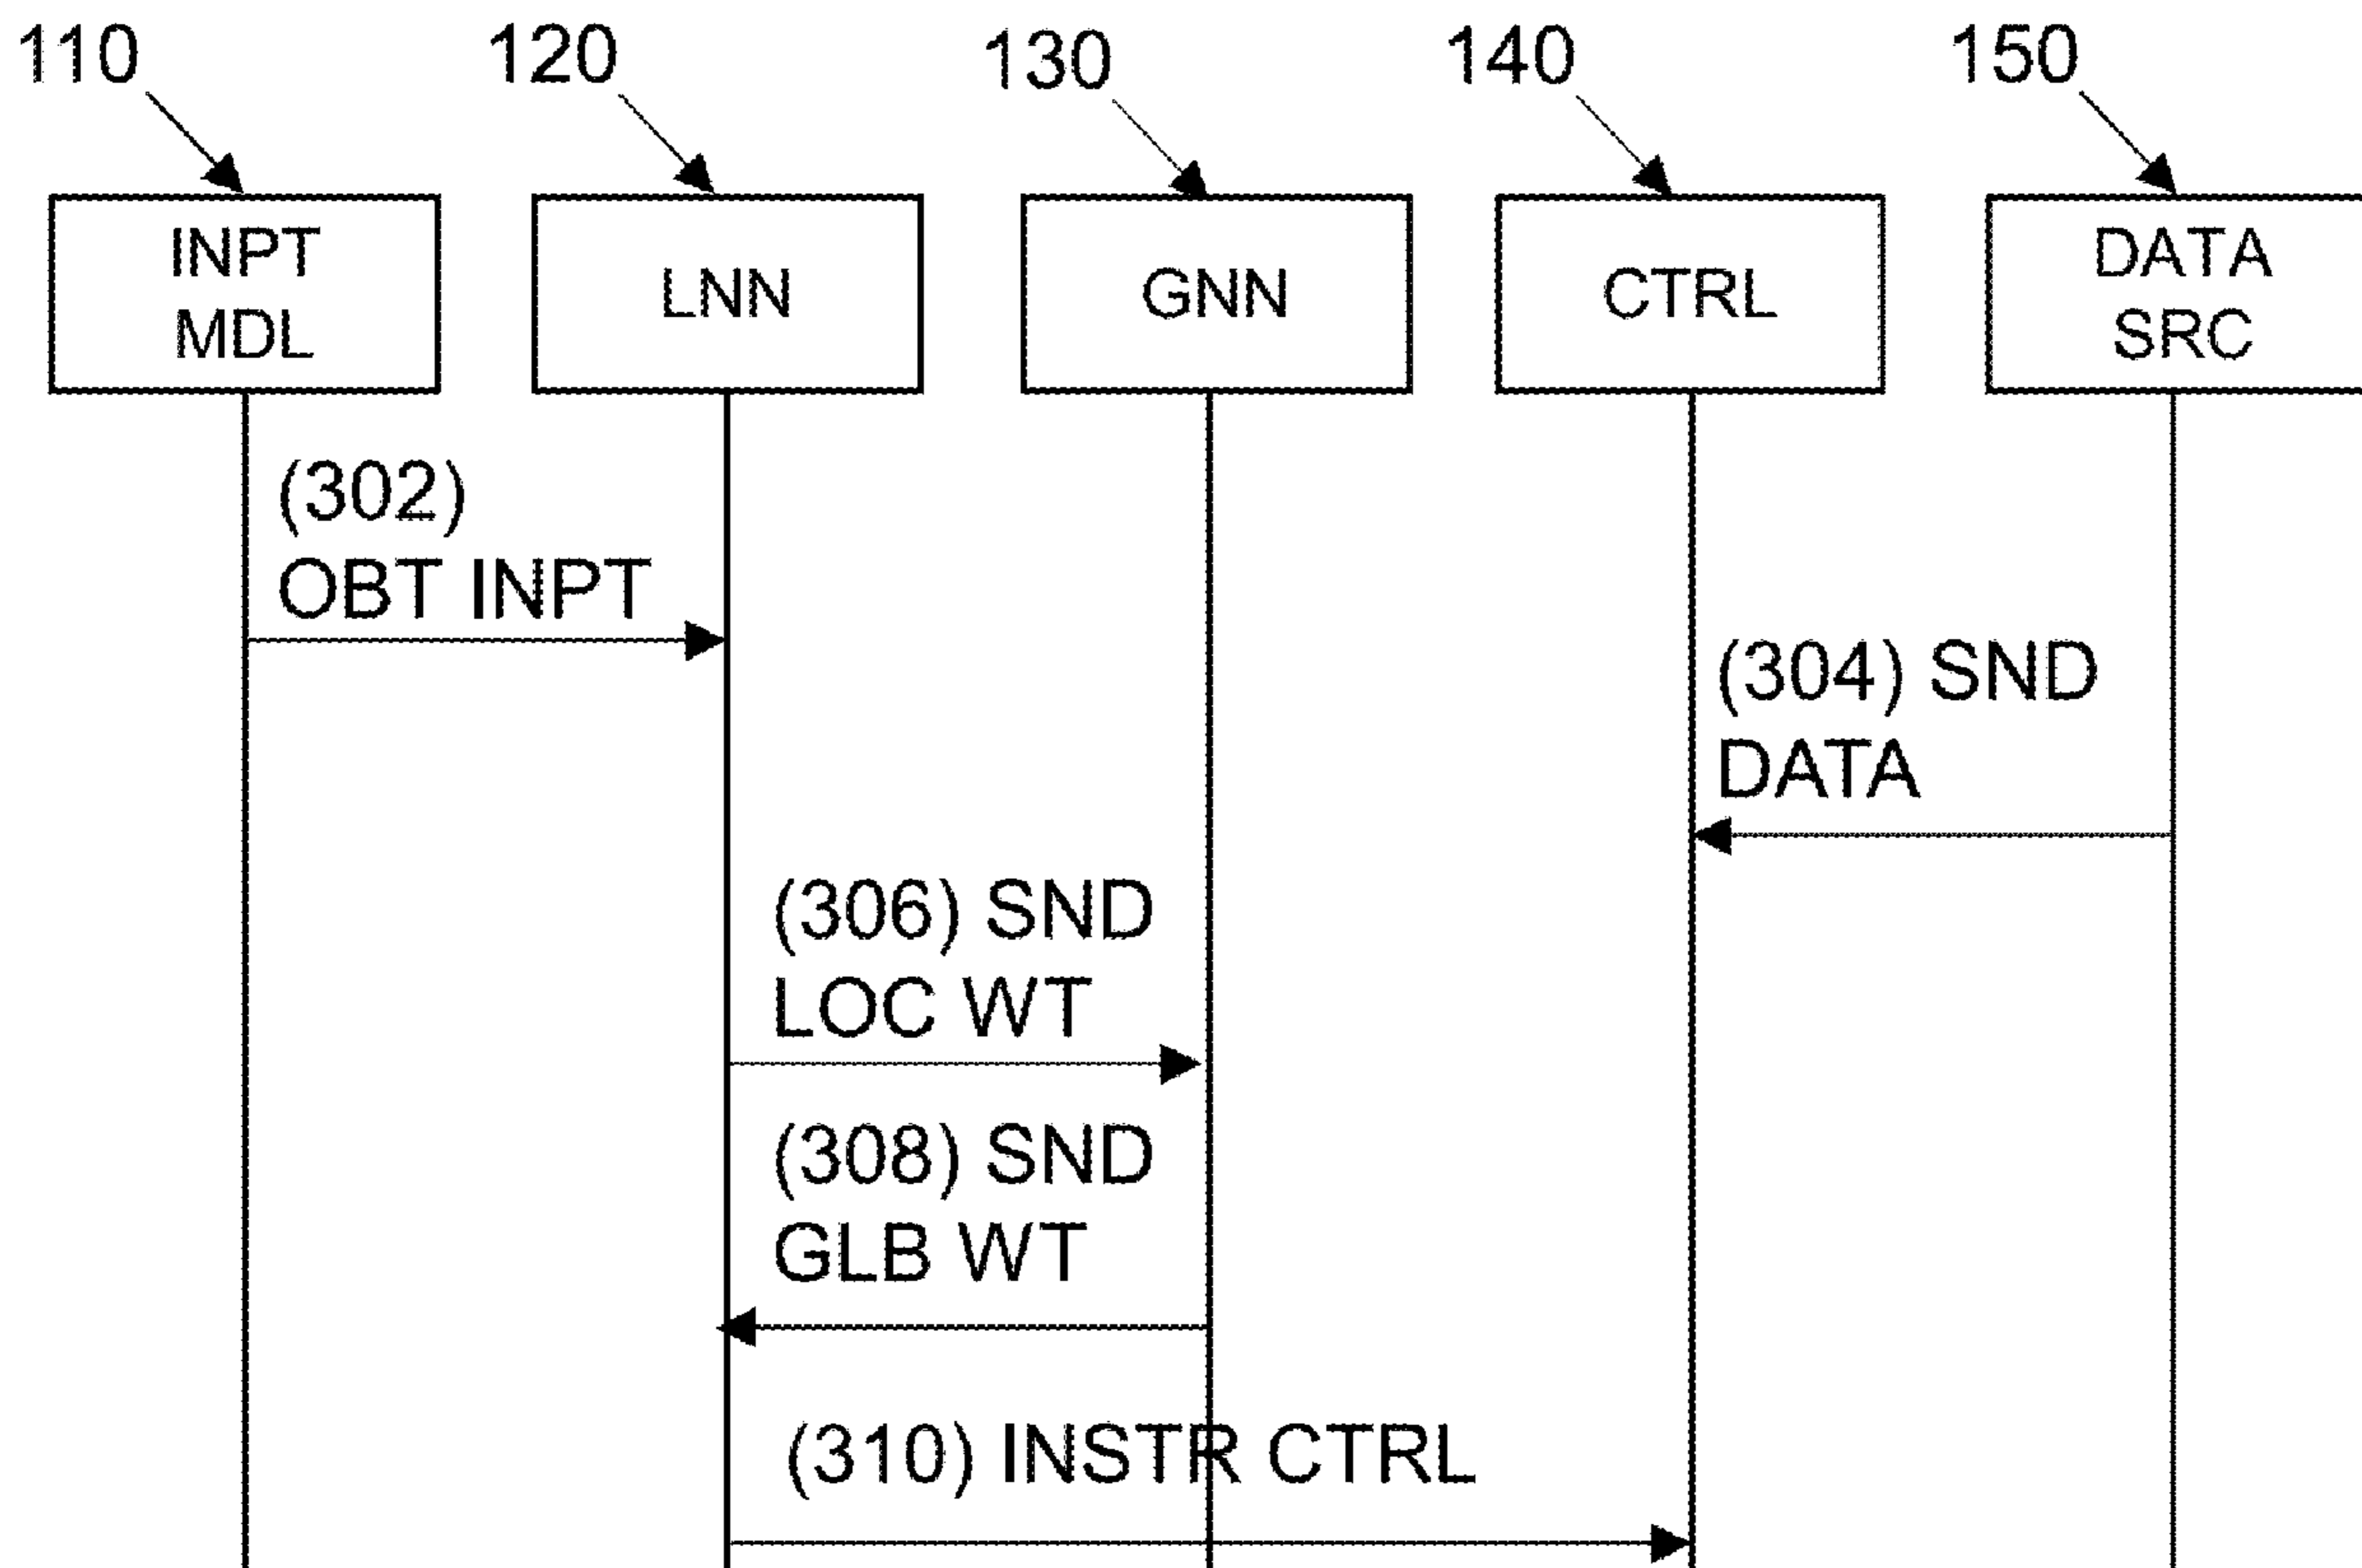 110
120
130
140
150
INPT
MDL
LNN
GNN
CTRL
DATA
SRC
(302)
OBT INPT
(304) SND
DATA
(306) SND
LOC WT
(308) SND
GLB WT
(310) INSTR CTRL